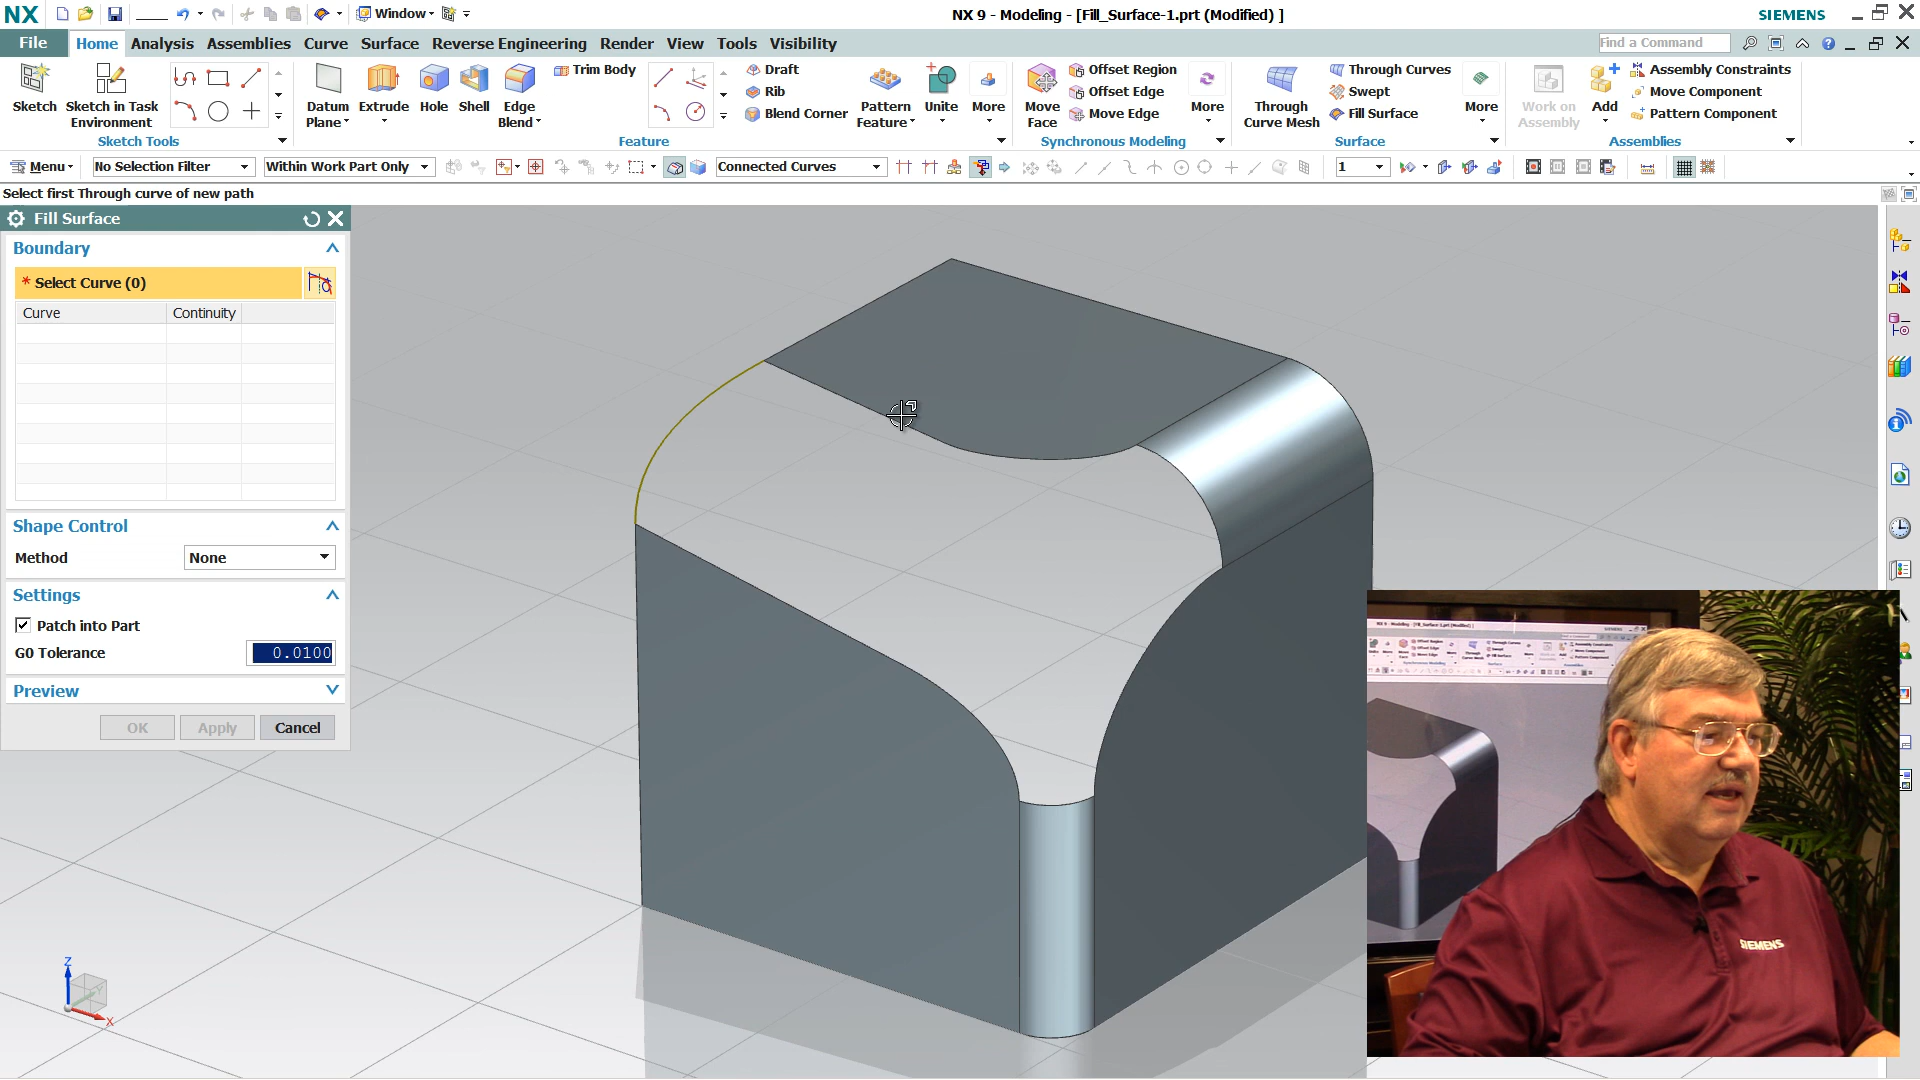 NX Window NX 9 - Modeling - [Fill_Surface-1.prt (Modified) ] SIEMENS
File Home Analysis Assemblies Curve Surface Reverse Engineering Render View Tools Visibility Find a Command
Sketch
Sketch in Task Environment
Sketch Tools
Datum Plane
Extrude
Hole
Shell
Edge Blend
Trim Body
Draft
Rib
Blend Corner
Pattern Feature
Unite
More
Feature
Move Face
Offset Region
Offset Edge
Move Edge
More
Synchronous Modeling
Through Curve Mesh
Through Curves
Swept
Fill Surface
More
Surface
Work on Assembly
Add
Assembly Constraints
Move Component
Pattern Component
Assemblies
Menu No Selection Filter Within Work Part Only Connected Curves 1
Select first Through curve of new path
Fill Surface
Boundary
* Select Curve (0)
Curve Continuity
Shape Control
Method None
Settings
Patch into Part
G0 Tolerance 0.0100
Preview
OK Apply Cancel
Z
X
SIEMENS